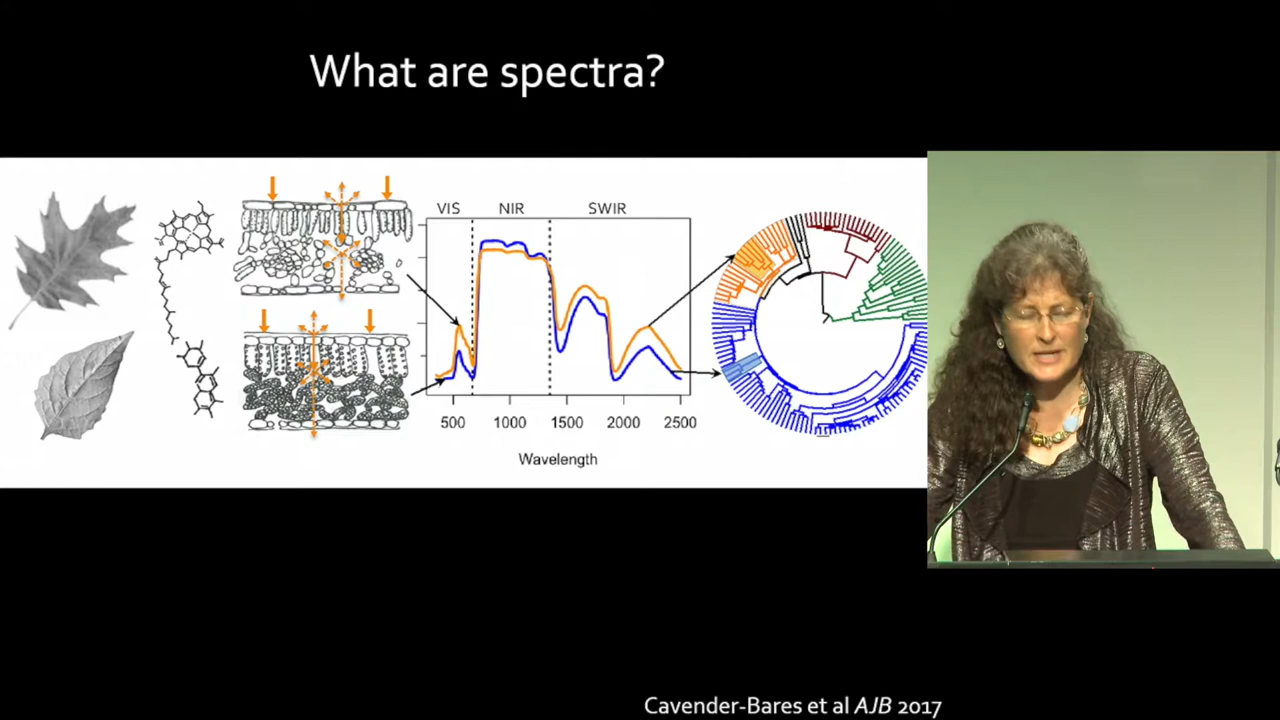 What are spectra?
VIS NIR SWIR
500 1000 1500 2000 2500
Wavelength
Cavender-Bares et al AJB 2017